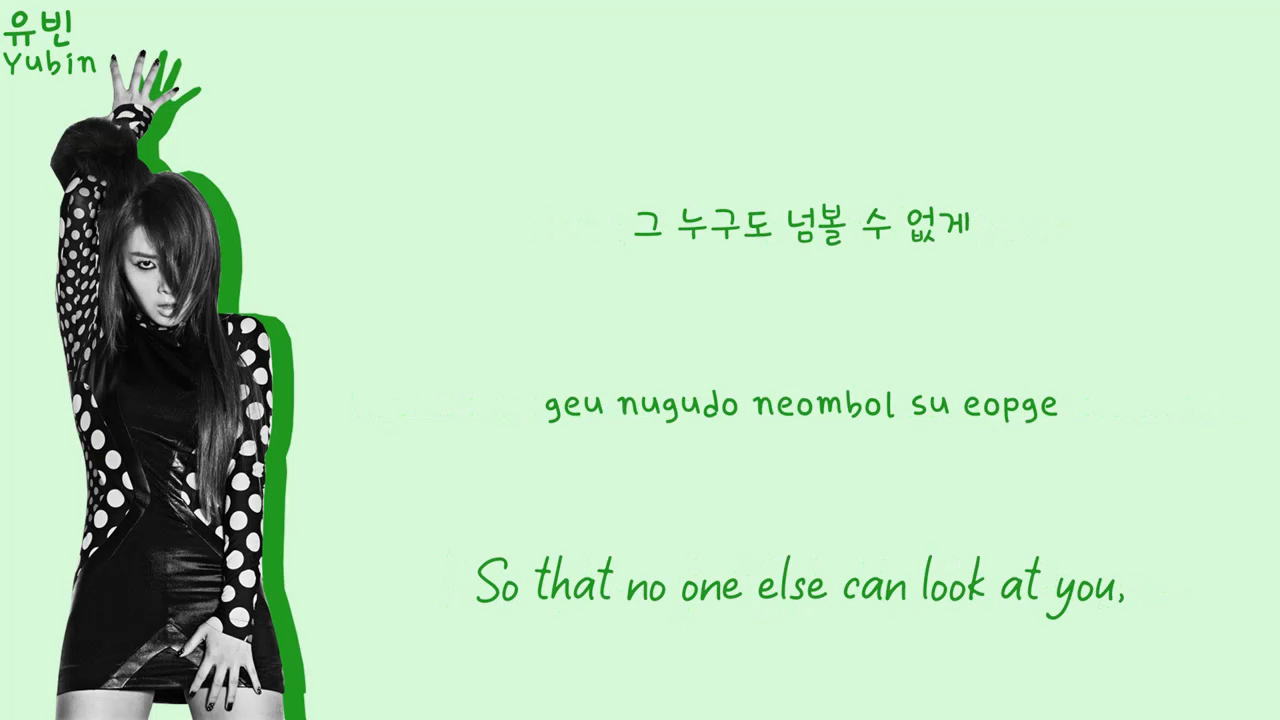 유빈
Yubin
그 누구도 넘볼 수 없게
geu nugudo neombol su eopge
So that no one else can look at you,